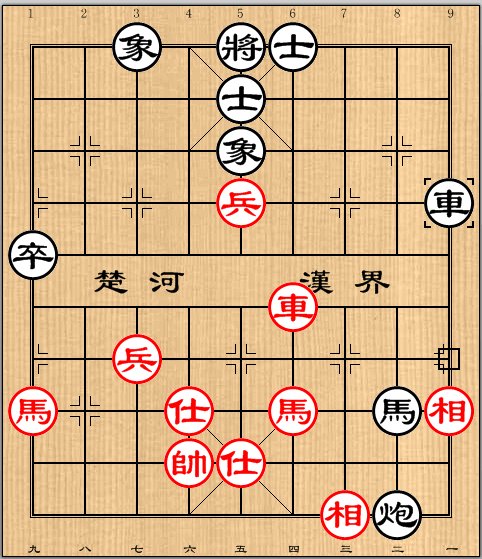 1 2 3 4 5 6 7 8 9
象 將 士
士
象
兵 車
卒
楚河 漢界
車
兵
馬 仕 馬 馬 相
帥 仕
相 炮
九 八 七 六 五 四 三 二 一